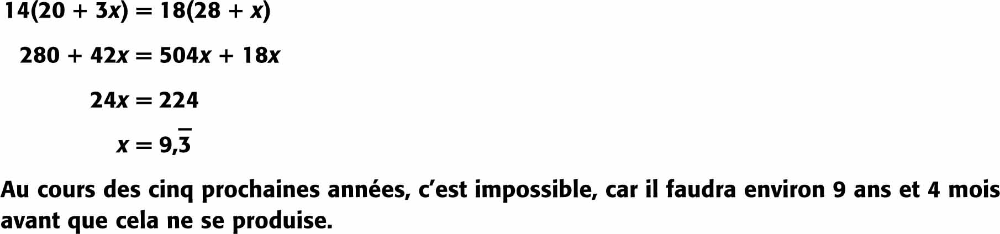 14(20 + 3x) = 18(28 + x)
280 + 42x = 504x + 18x
24x = 224
x = 9,3̅
Au cours des cinq prochaines années, c’est impossible, car il faudra environ 9 ans et 4 mois
avant que cela ne se produise.